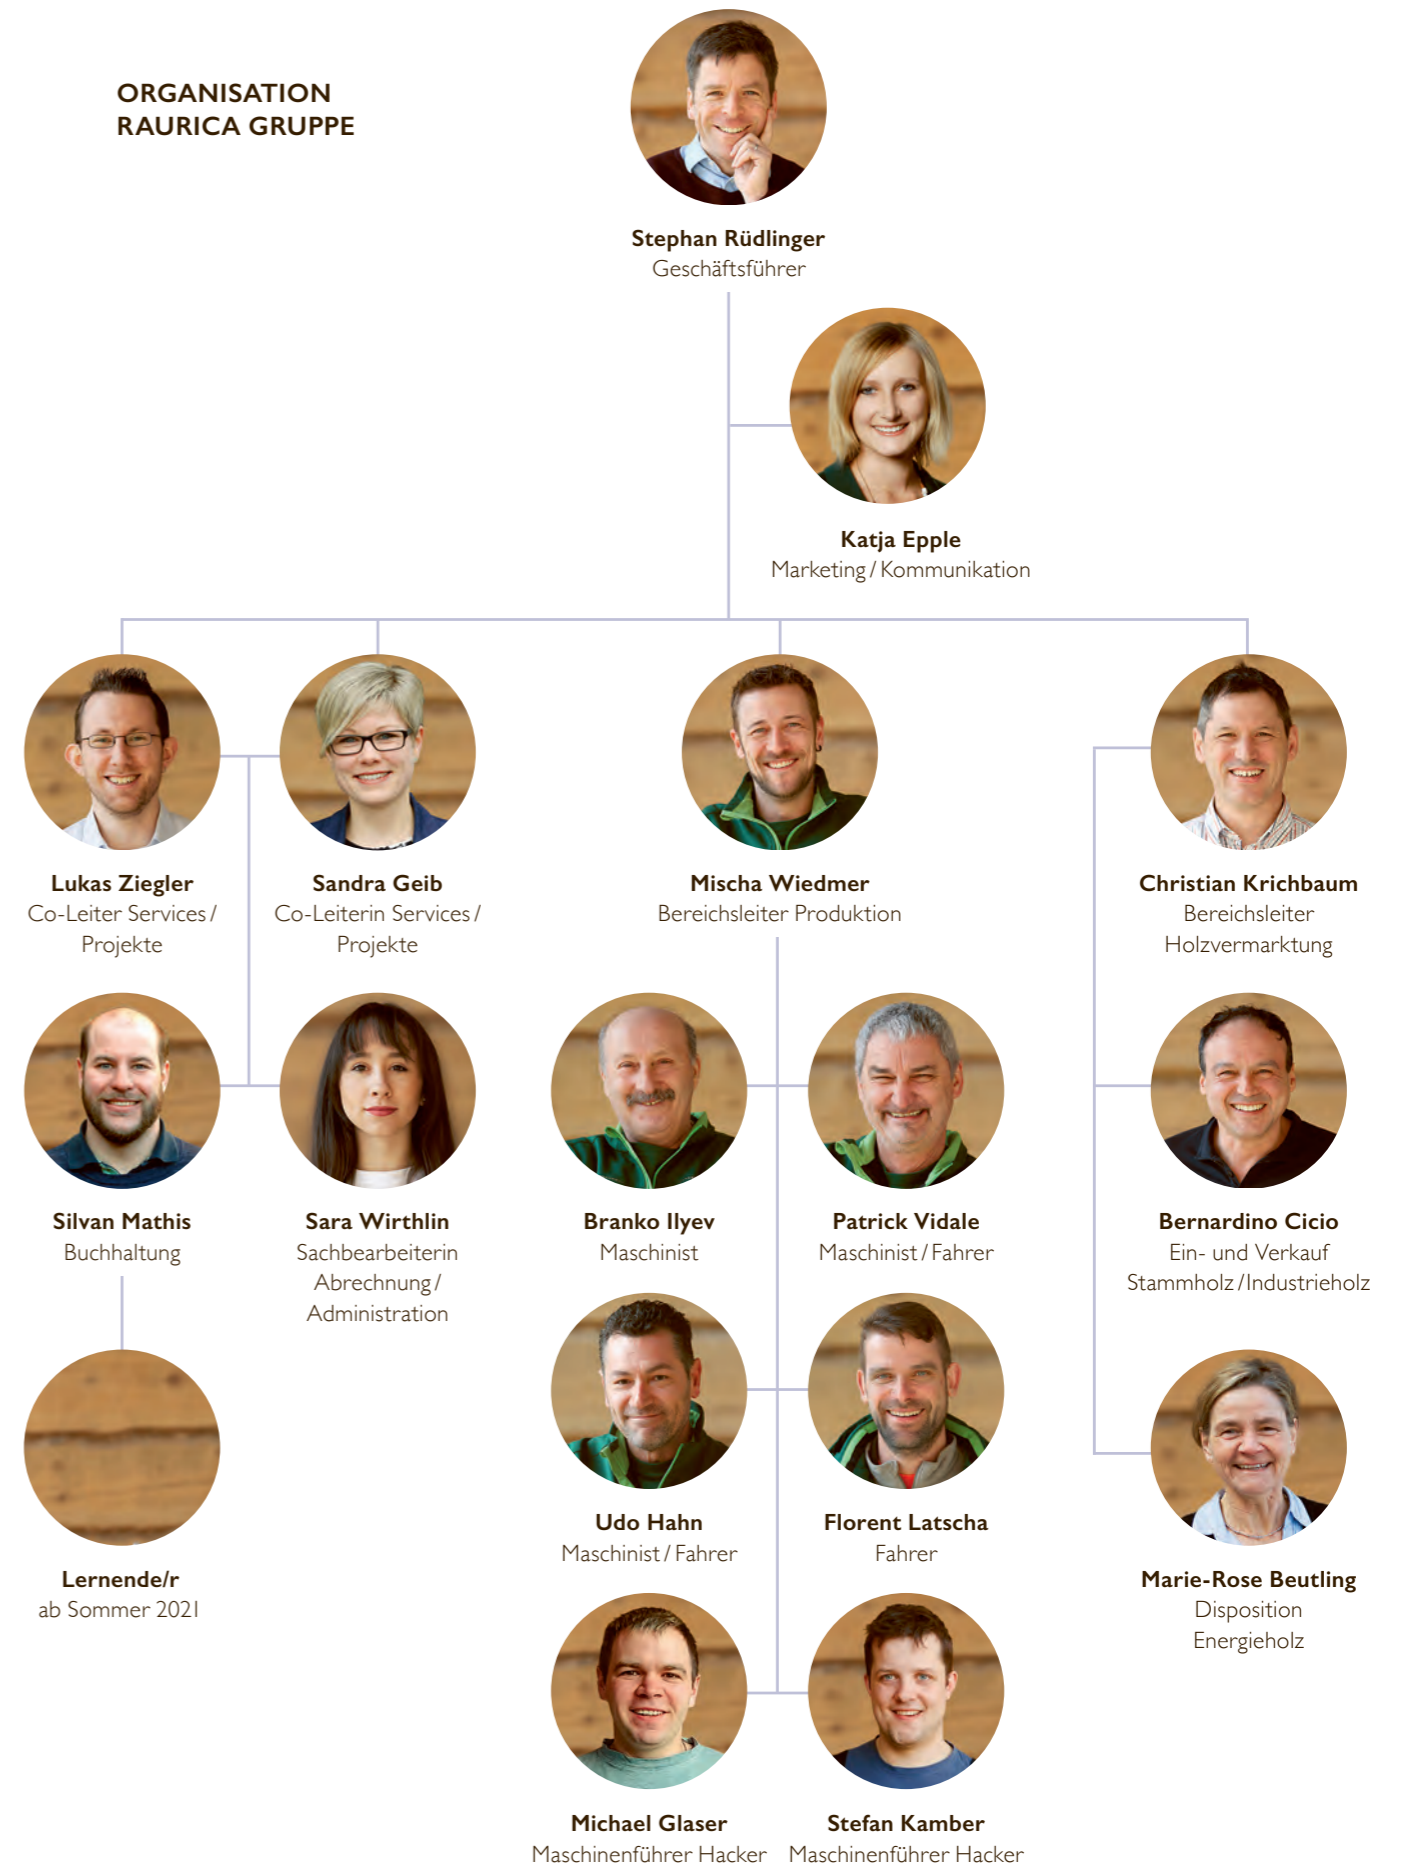 ORGANISATION
RAURICA GRUPPE
Stephan Rüdlinger
Geschäftsführer
Katja Epple
Marketing / Kommunikation
Lukas Ziegler
Co-Leiter Services /
Projekte
Sandra Geib
Co-Leiterin Services /
Projekte
Mischa Wiedmer
Bereichsleiter Produktion
Christian Krichbaum
Bereichsleiter
Holzvermarktung
Silvan Mathis
Buchhaltung
Sara Wirthlin
Sachbearbeiterin
Abrechnung /
Administration
Branko Ilyev
Maschinist
Patrick Vidale
Maschinist / Fahrer
Bernardino Cicio
Ein- und Verkauf
Stammholz / Industrieholz
Udo Hahn
Maschinist / Fahrer
Florent Latscha
Fahrer
Lernende/r
ab Sommer 2021
Marie-Rose Beutling
Disposition
Energieholz
Michael Glaser
Maschinenführer Hacker
Stefan Kamber
Maschinenführer Hacker